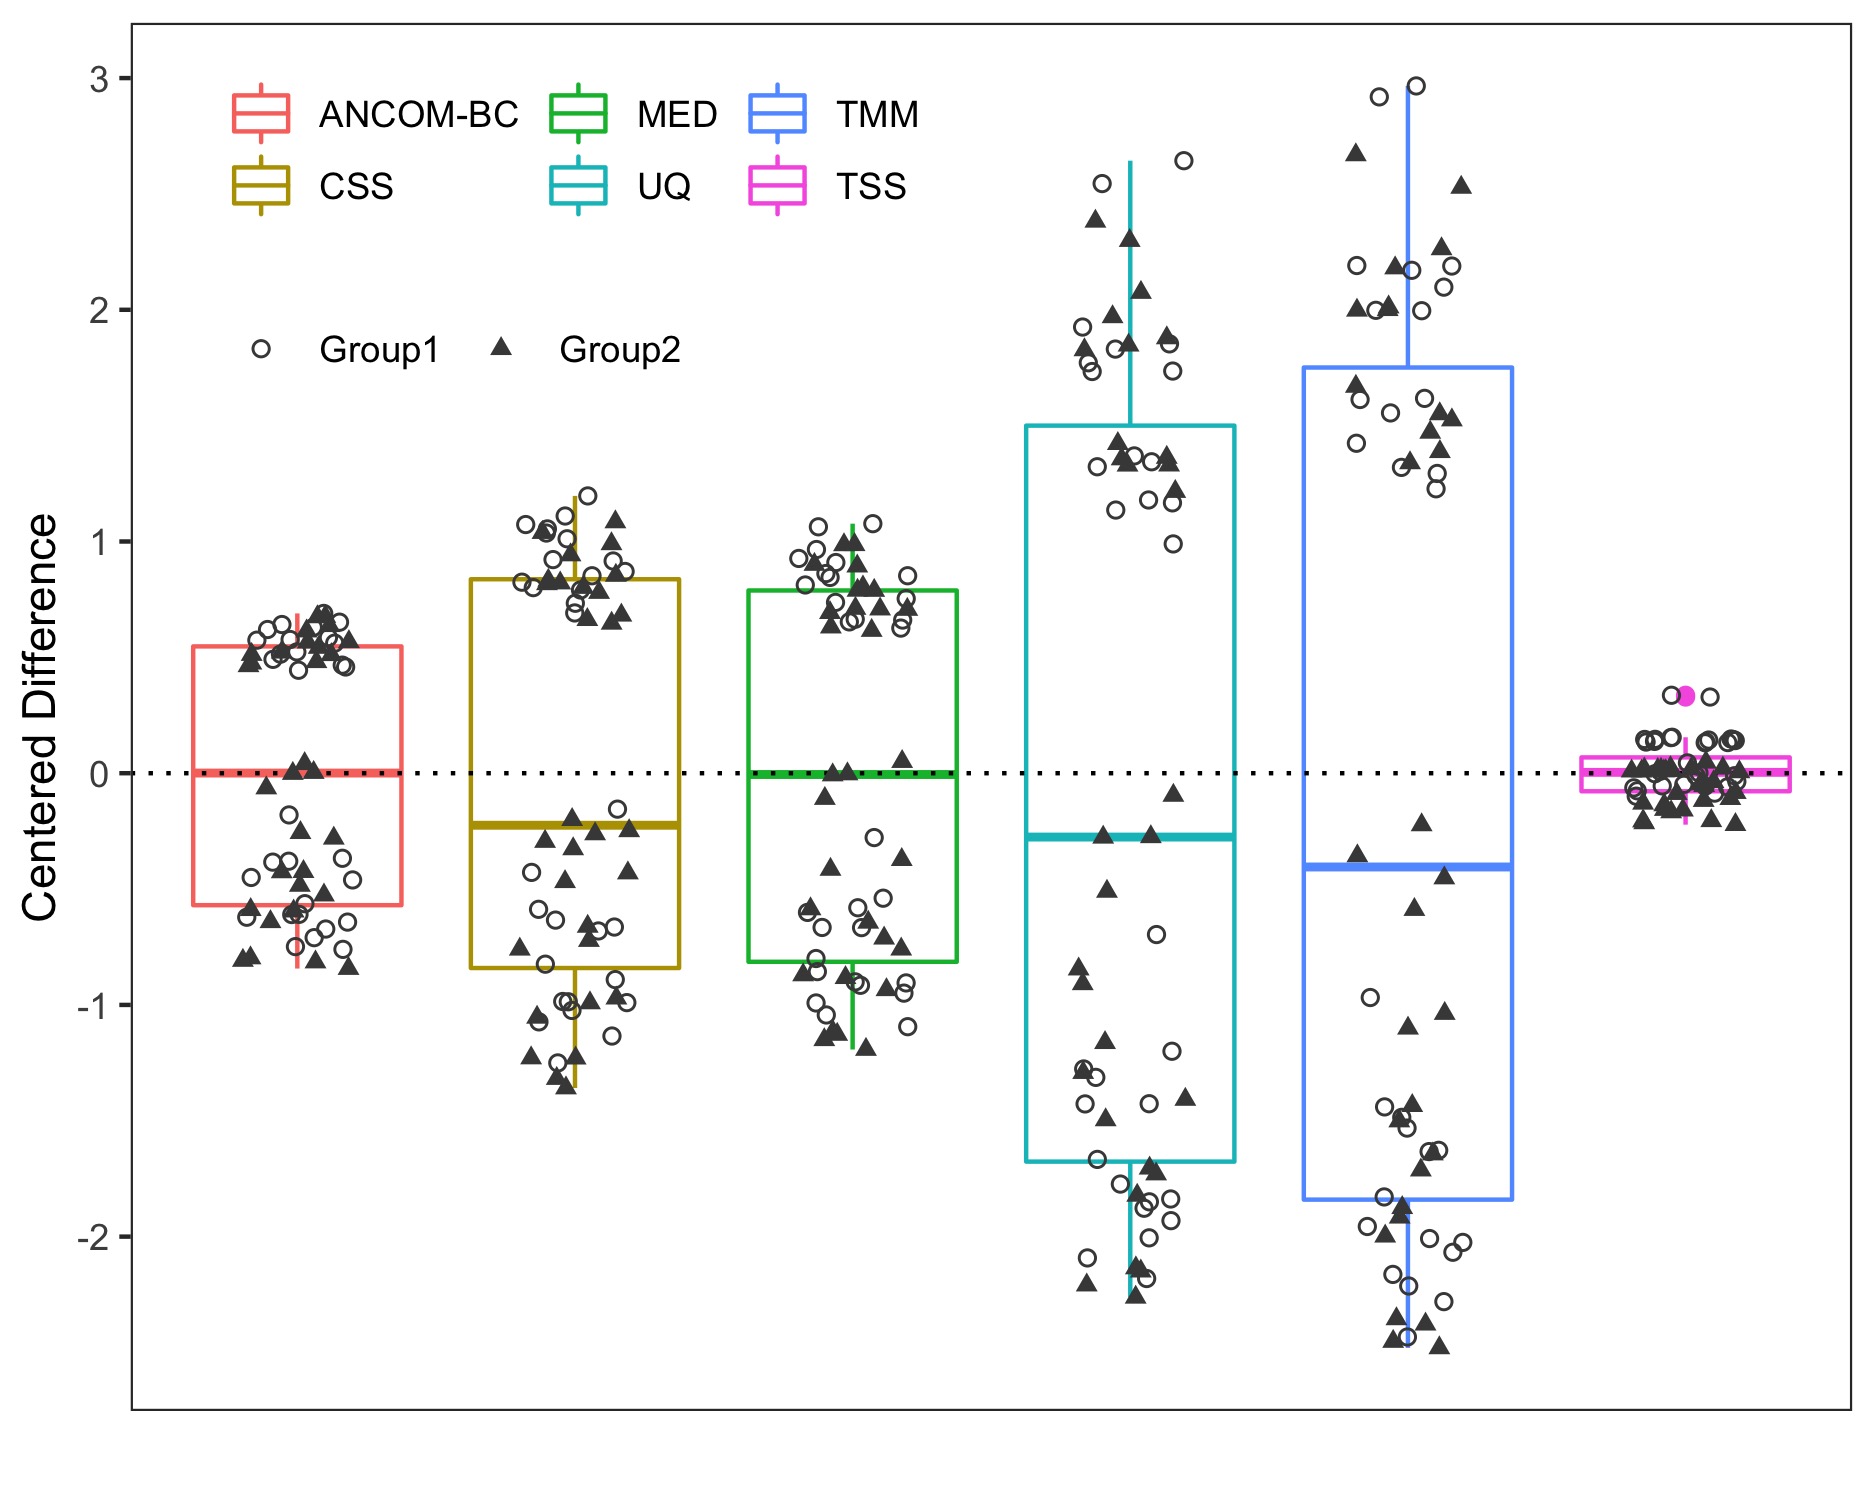 3
ANCOM-BC MED TMM
CSS UQ TSS
2
Group1 Group2
1
Centered Difference
0
-1
-2